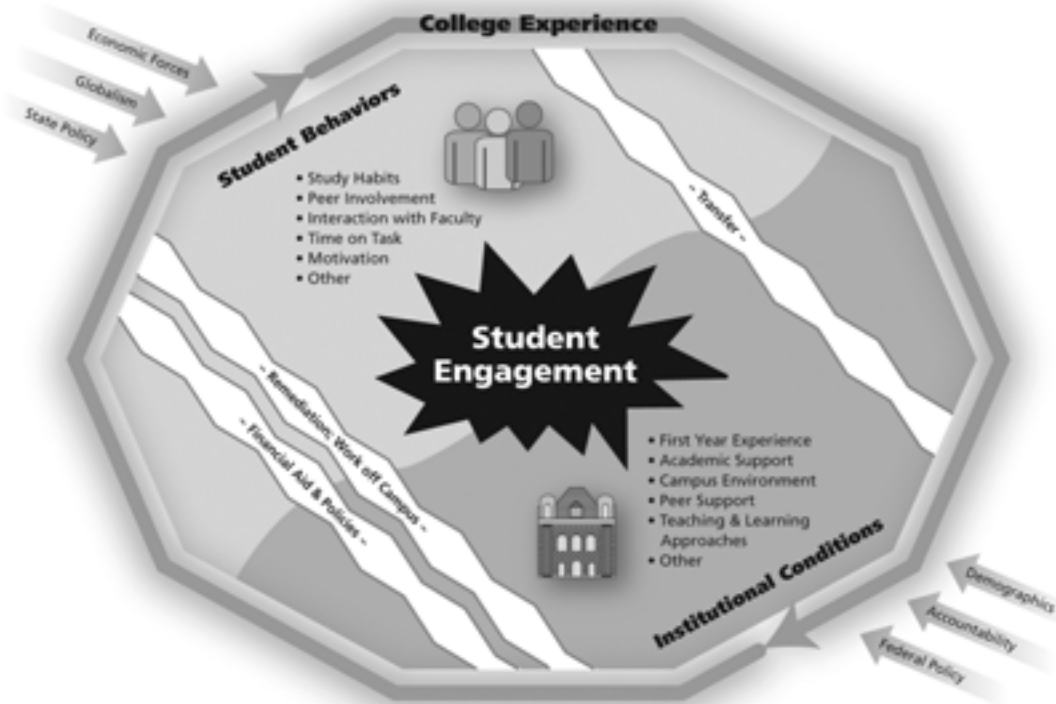 College Experience
Economic Forces
Globalism
State Policy
Student Behaviors
• Study Habits
• Peer Involvement
• Interaction with Faculty
• Time on Task
• Motivation
• Other
- Transfer -
Student
Engagement
- Remediation; Work off Campus -
- Financial Aid & Policies -
• First Year Experience
• Academic Support
• Campus Environment
• Peer Support
• Teaching & Learning
Approaches
• Other
Institutional Conditions
Demographics
Accountability
Federal Policy